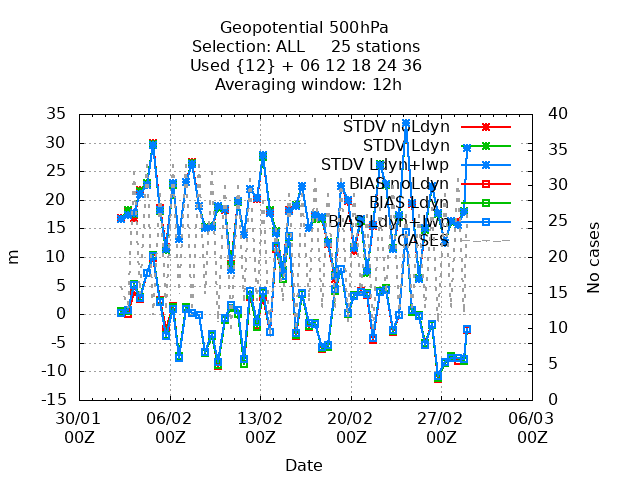 Geopotential 500hPa
Selection: ALL 25 stations
Used {12} + 06 12 18 24 36
Averaging window: 12h
35
30
25
20
15
10
5
0
-5
-10
-15
m
40
35
30
25
20
15
10
5
0
No cases
STDV noLdyn
STDV Ldyn
STDV Ldyn+lwp
BIAS noLdyn
BIAS Ldyn
BIAS Ldyn+lwp
CASES
30/01 06/02 13/02 20/02 27/02 06/03
00Z 00Z 00Z 00Z 00Z 00Z
Date